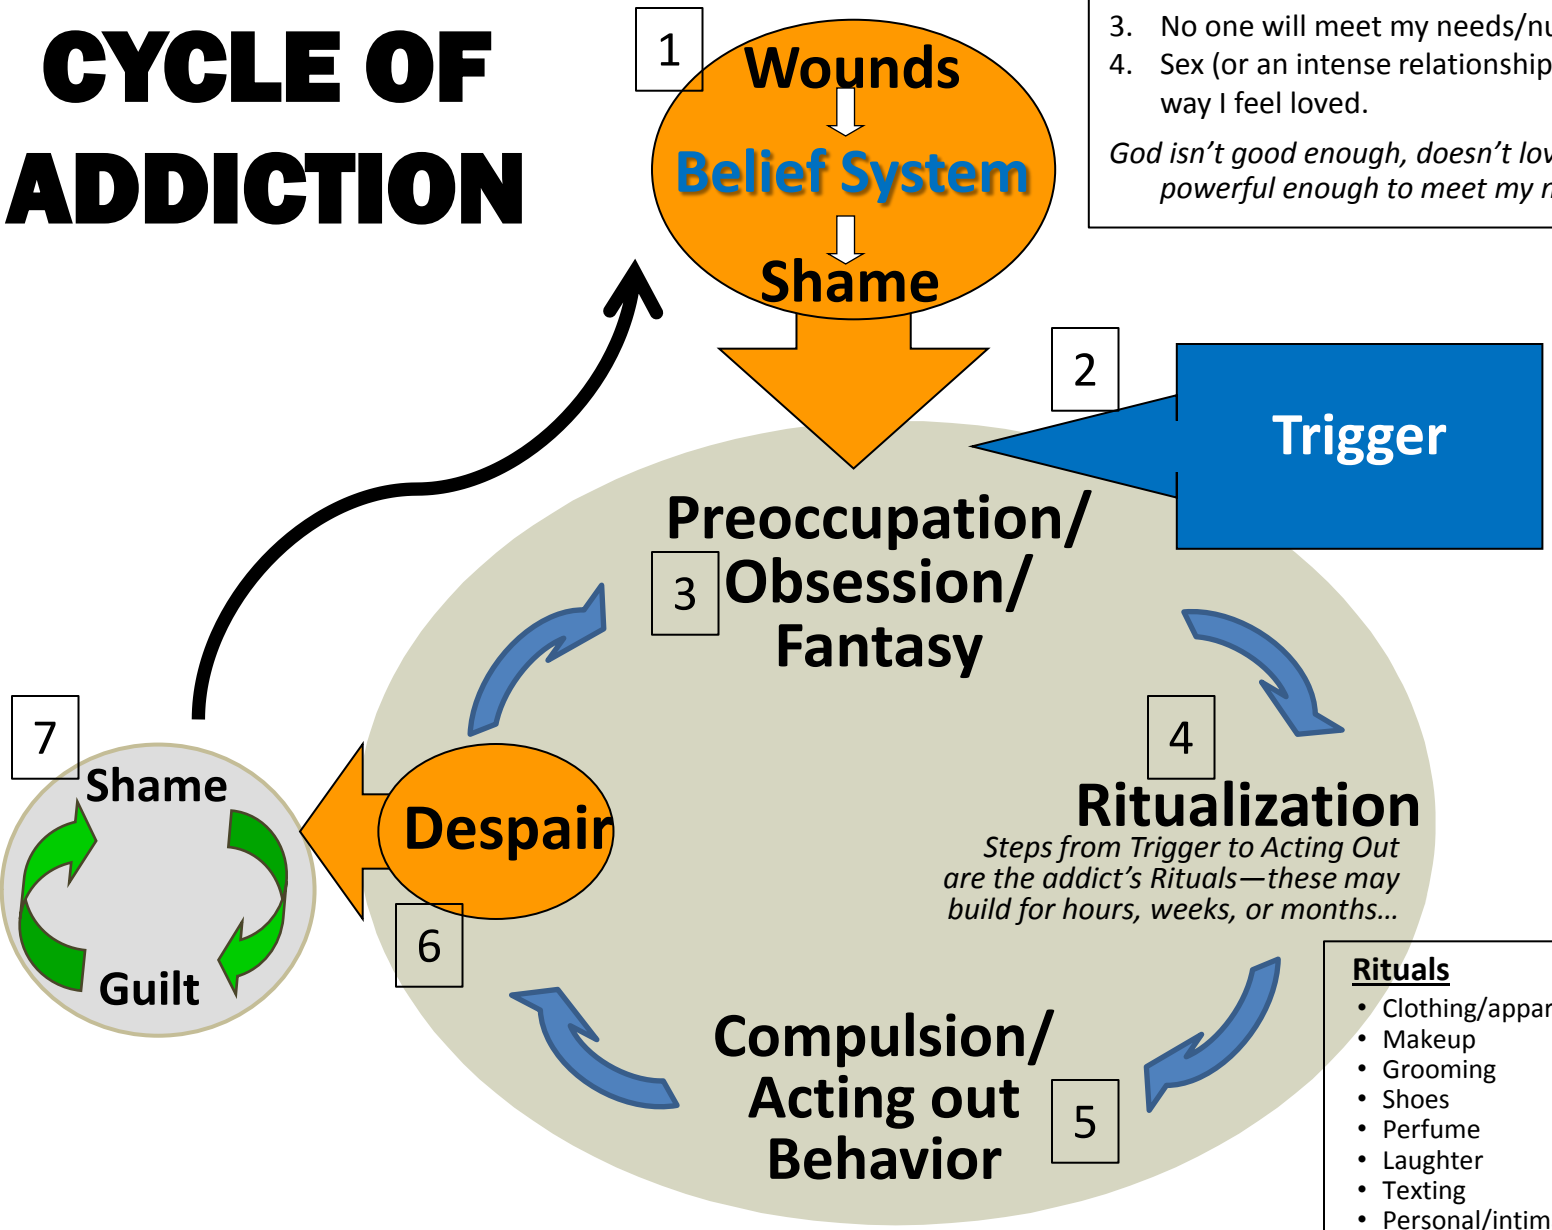 CYCLE OF
ADDICTION
1
Wounds
Belief System
Shame
3. No one will meet my needs/nu
4. Sex (or an intense relationship
way I feel loved.
God isn’t good enough, doesn’t lov
powerful enough to meet my n
2
Trigger
Preoccupation/
3
Obsession/
Fantasy
4
Ritualization
Steps from Trigger to Acting Out
are the addict’s Rituals—these may
build for hours, weeks, or months…
Rituals
• Clothing/appar
• Makeup
• Grooming
• Shoes
• Perfume
• Laughter
• Texting
• Personal/intim
Compulsion/
Acting out
5
Behavior
Despair
6
7
Shame
Guilt